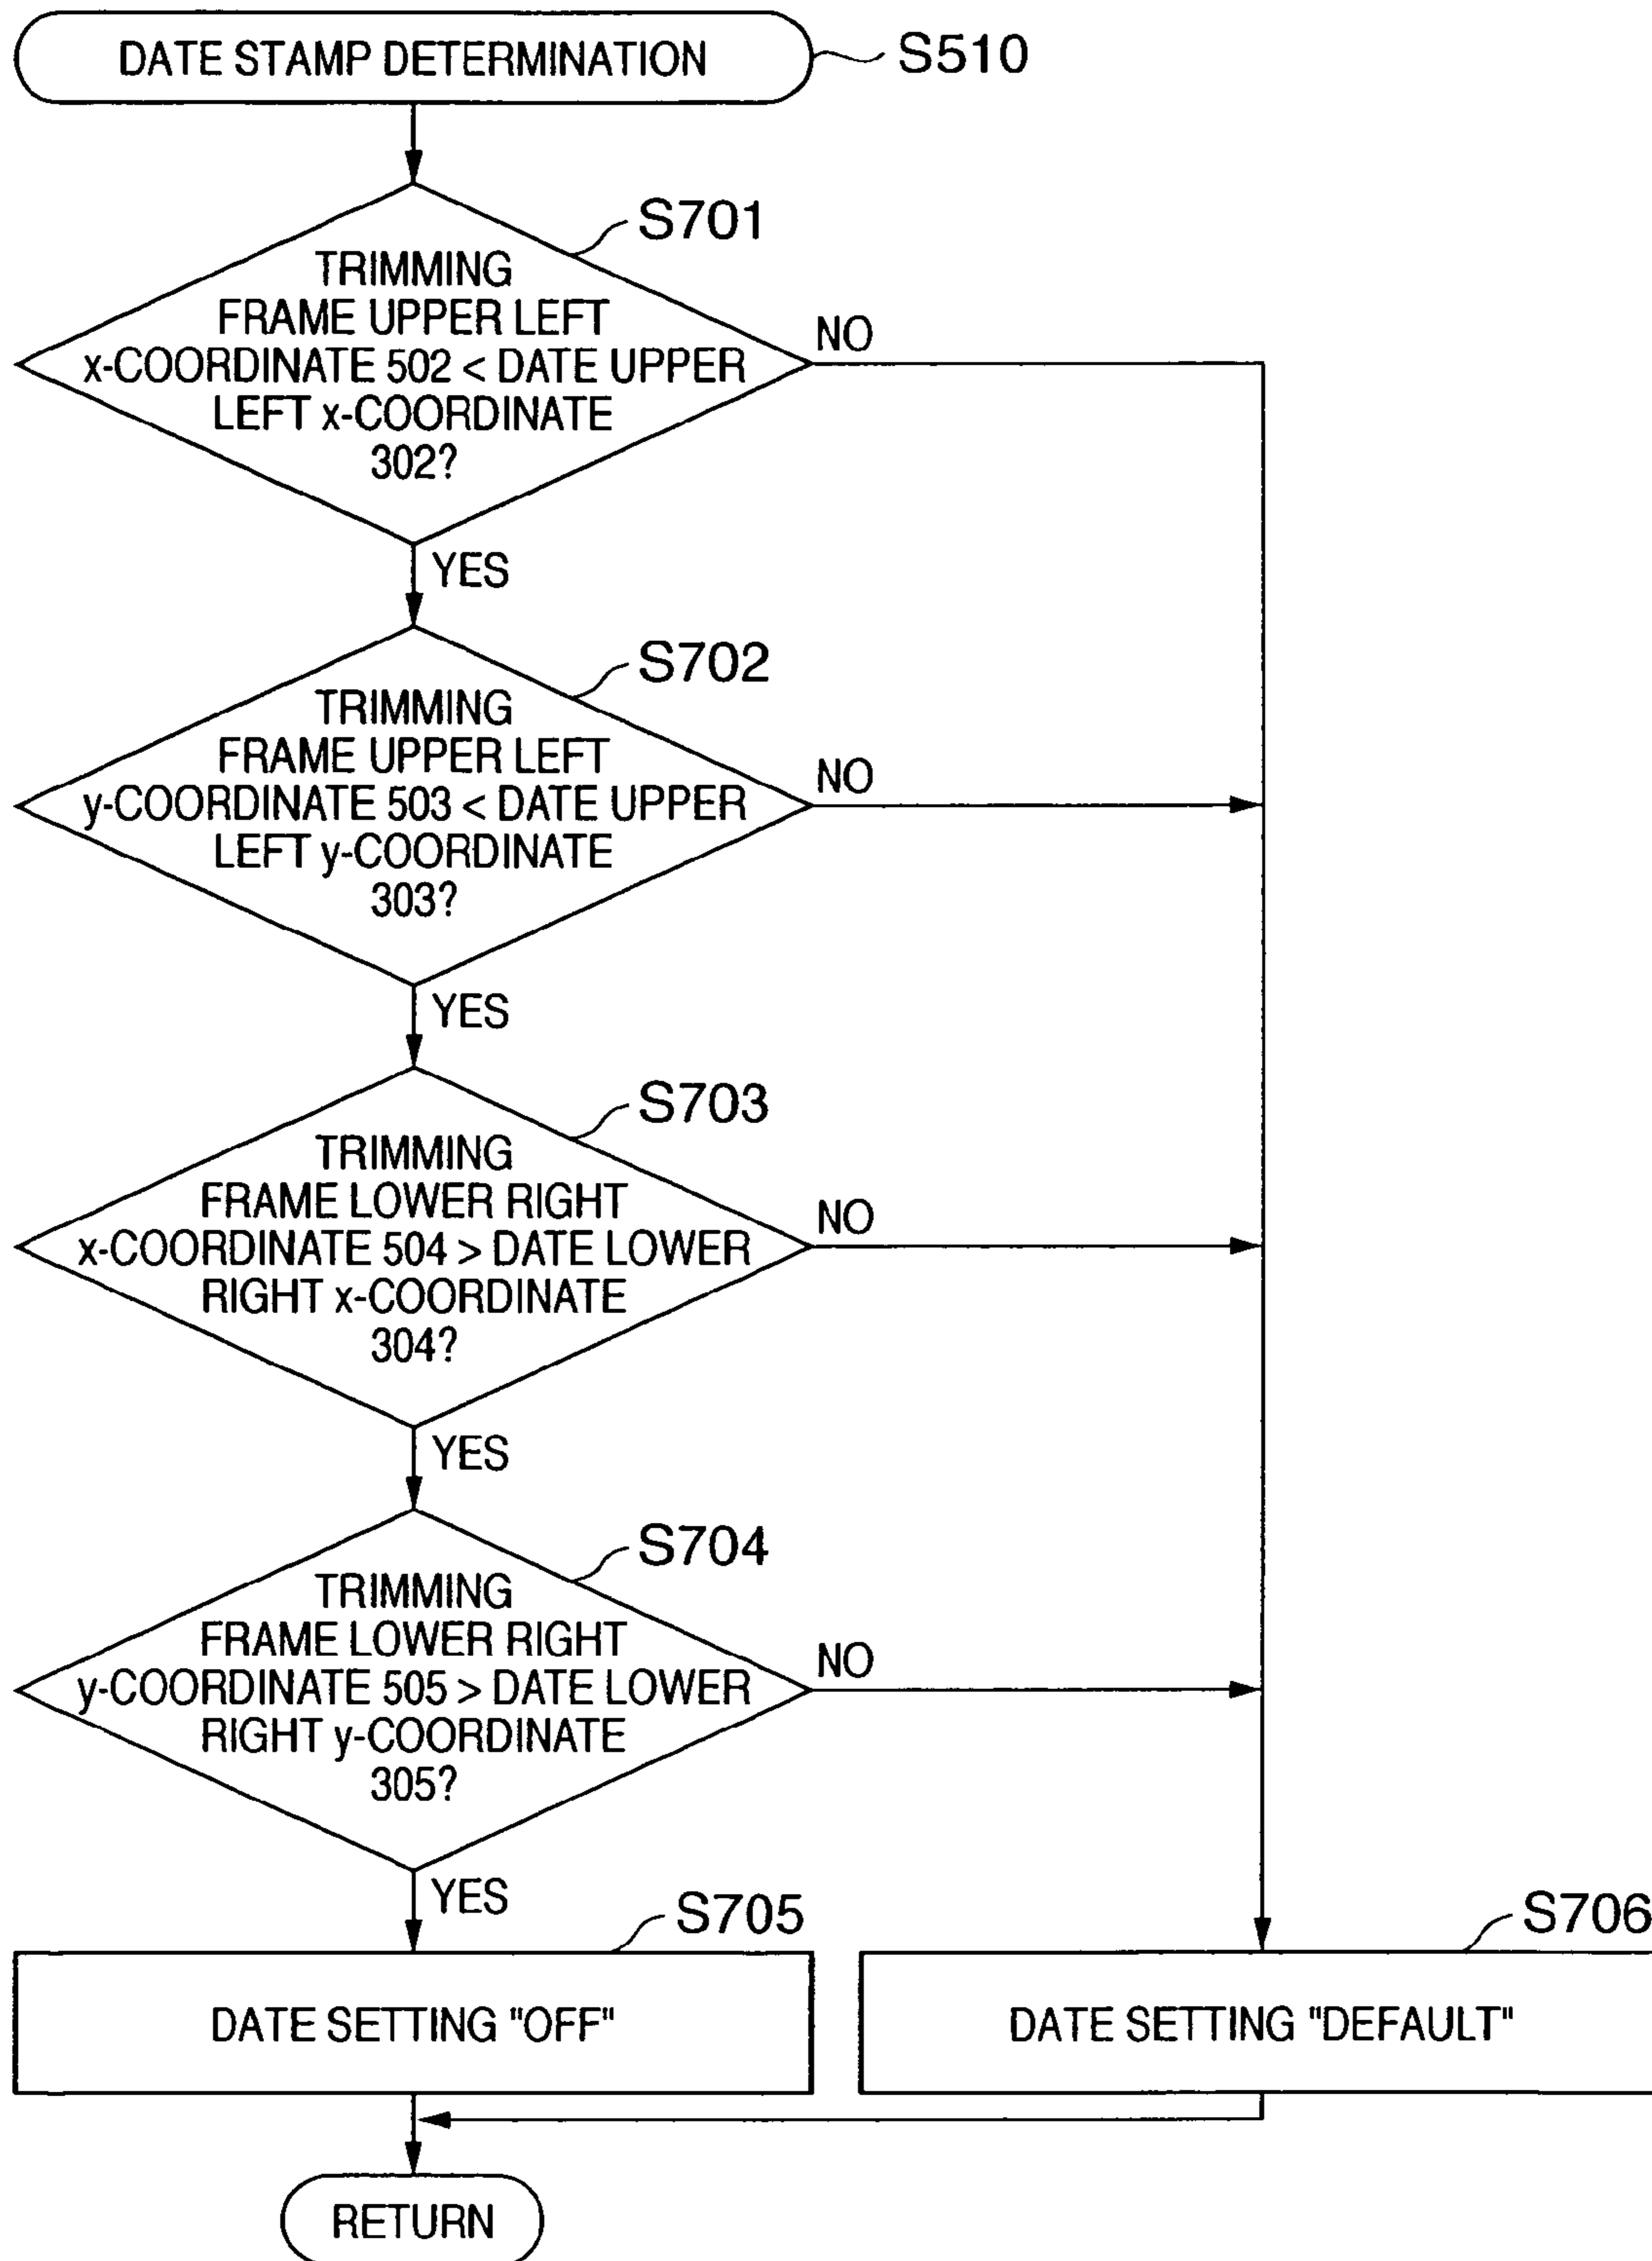 DATE STAMP DETERMINATION
S510
S701
TRIMMING
FRAME UPPER LEFT
x-COORDINATE 502 < DATE UPPER
LEFT x-COORDINATE
302?
NO
YES
S702
TRIMMING
FRAME UPPER LEFT
y-COORDINATE 503 < DATE UPPER
LEFT y-COORDINATE
303?
NO
YES
S703
TRIMMING
FRAME LOWER RIGHT
x-COORDINATE 504 > DATE LOWER
RIGHT x-COORDINATE
304?
NO
YES
S704
TRIMMING
FRAME LOWER RIGHT
y-COORDINATE 505 > DATE LOWER
RIGHT y-COORDINATE
305?
NO
YES
S705
DATE SETTING "OFF"
S706
DATE SETTING "DEFAULT"
RETURN